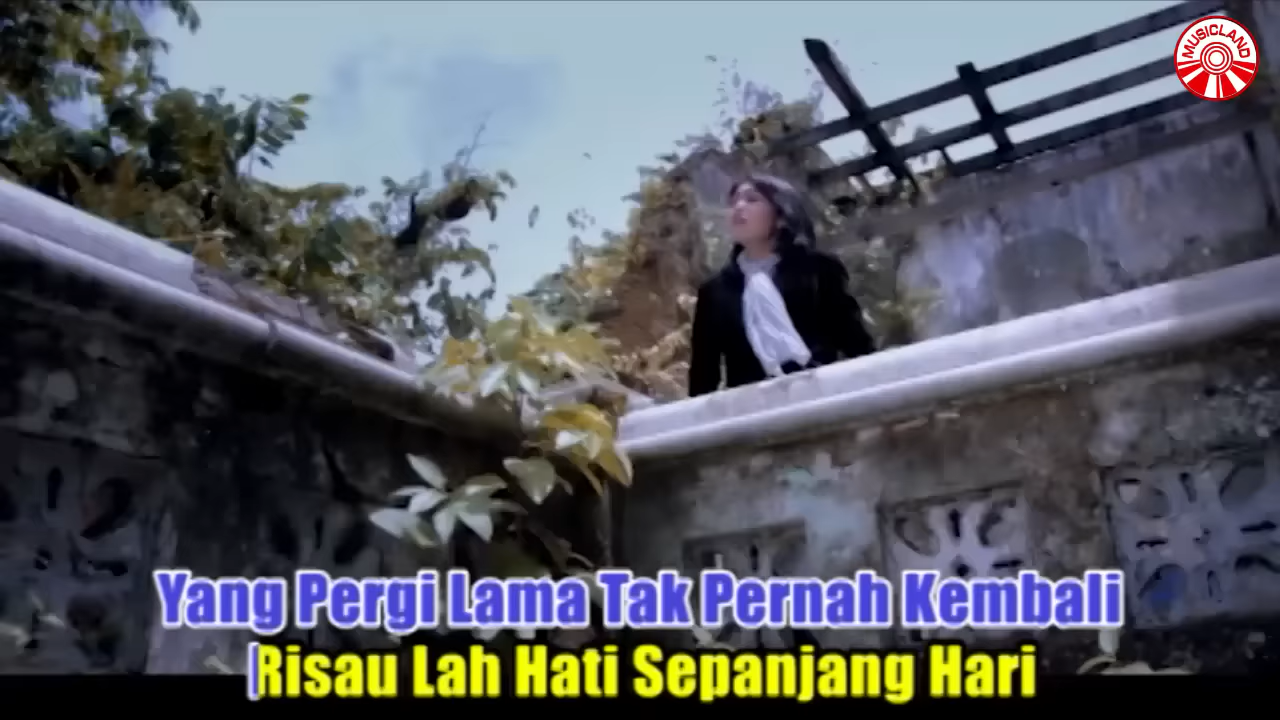 MUSICLAND
Yang Pergi Lama Tak Pernah Kembali
Risau Lah Hati Sepanjang Hari